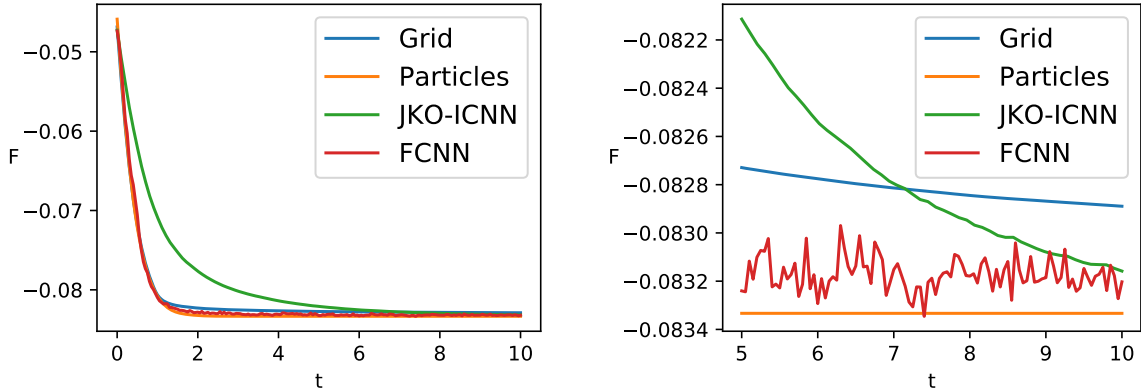 −0.05
−0.06
F
−0.07
−0.08
0
2
4
6
8
10
t
Grid
Particles
JKO-ICNN
FCNN
−0.0822
−0.0824
−0.0826
F
−0.0828
−0.0830
−0.0832
−0.0834
5
6
7
8
9
10
t
Grid
Particles
JKO-ICNN
FCNN